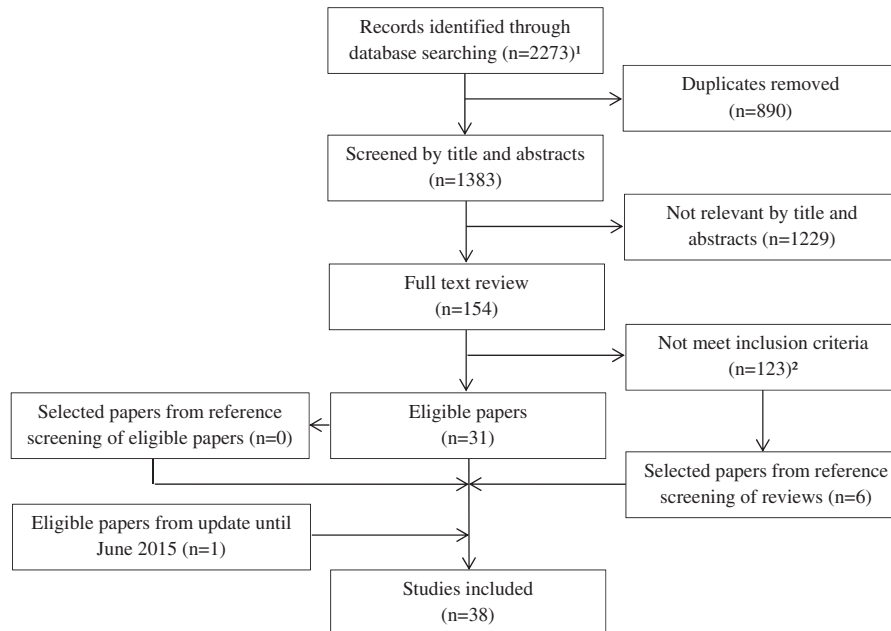 Records identified through
database searching (n=2273)¹
Duplicates removed
(n=890)
Screened by title and abstracts
(n=1383)
Not relevant by title and
abstracts (n=1229)
Full text review
(n=154)
Not meet inclusion criteria
(n=123)²
Selected papers from reference
screening of eligible papers (n=0)
Eligible papers
(n=31)
Selected papers from reference
screening of reviews (n=6)
Eligible papers from update until
June 2015 (n=1)
Studies included
(n=38)